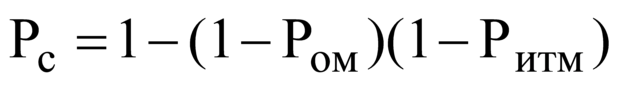 Pс = 1 − (1 − Pом)(1 − Pитм)